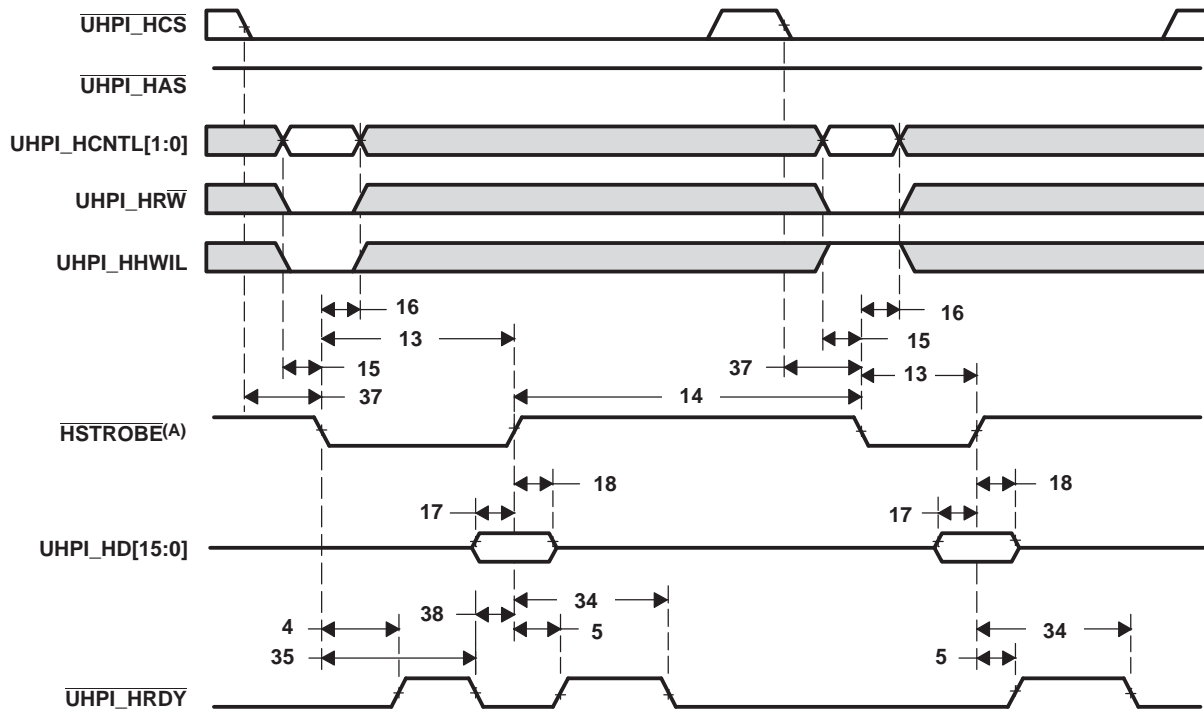 UHPI_HCS
UHPI_HAS
UHPI_HCNTL[1:0]
UHPI_HRW
UHPI_HHWIL
16
16
13
15
15
37
13
37
14
HSTROBE(A)
18
18
17
17
UHPI_HD[15:0]
34
38
4
5
34
35
5
UHPI_HRDY